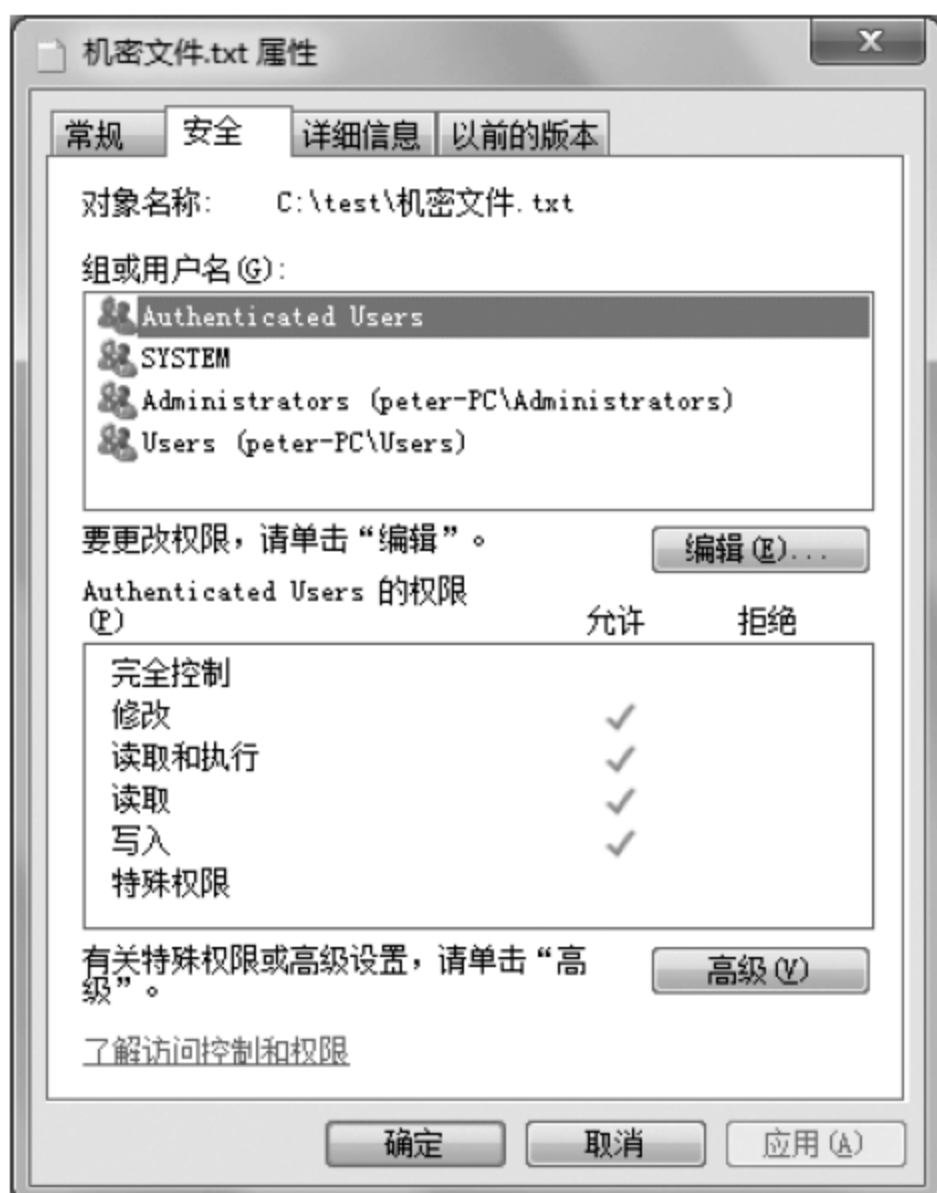 机密文件.txt 属性
常规 安全 详细信息 以前的版本
对象名称: C:\test\机密文件.txt
组或用户名(G):
Authenticated Users
SYSTEM
Administrators (peter-PC\Administrators)
Users (peter-PC\Users)
要更改权限，请单击“编辑”。 编辑(E)...
Authenticated Users 的权限
(P) 允许 拒绝
完全控制
修改
读取和执行
读取
写入
特殊权限
有关特殊权限或高级设置，请单击“高
级”。 高级(V)
了解访问控制和权限
确定 取消 应用(A)